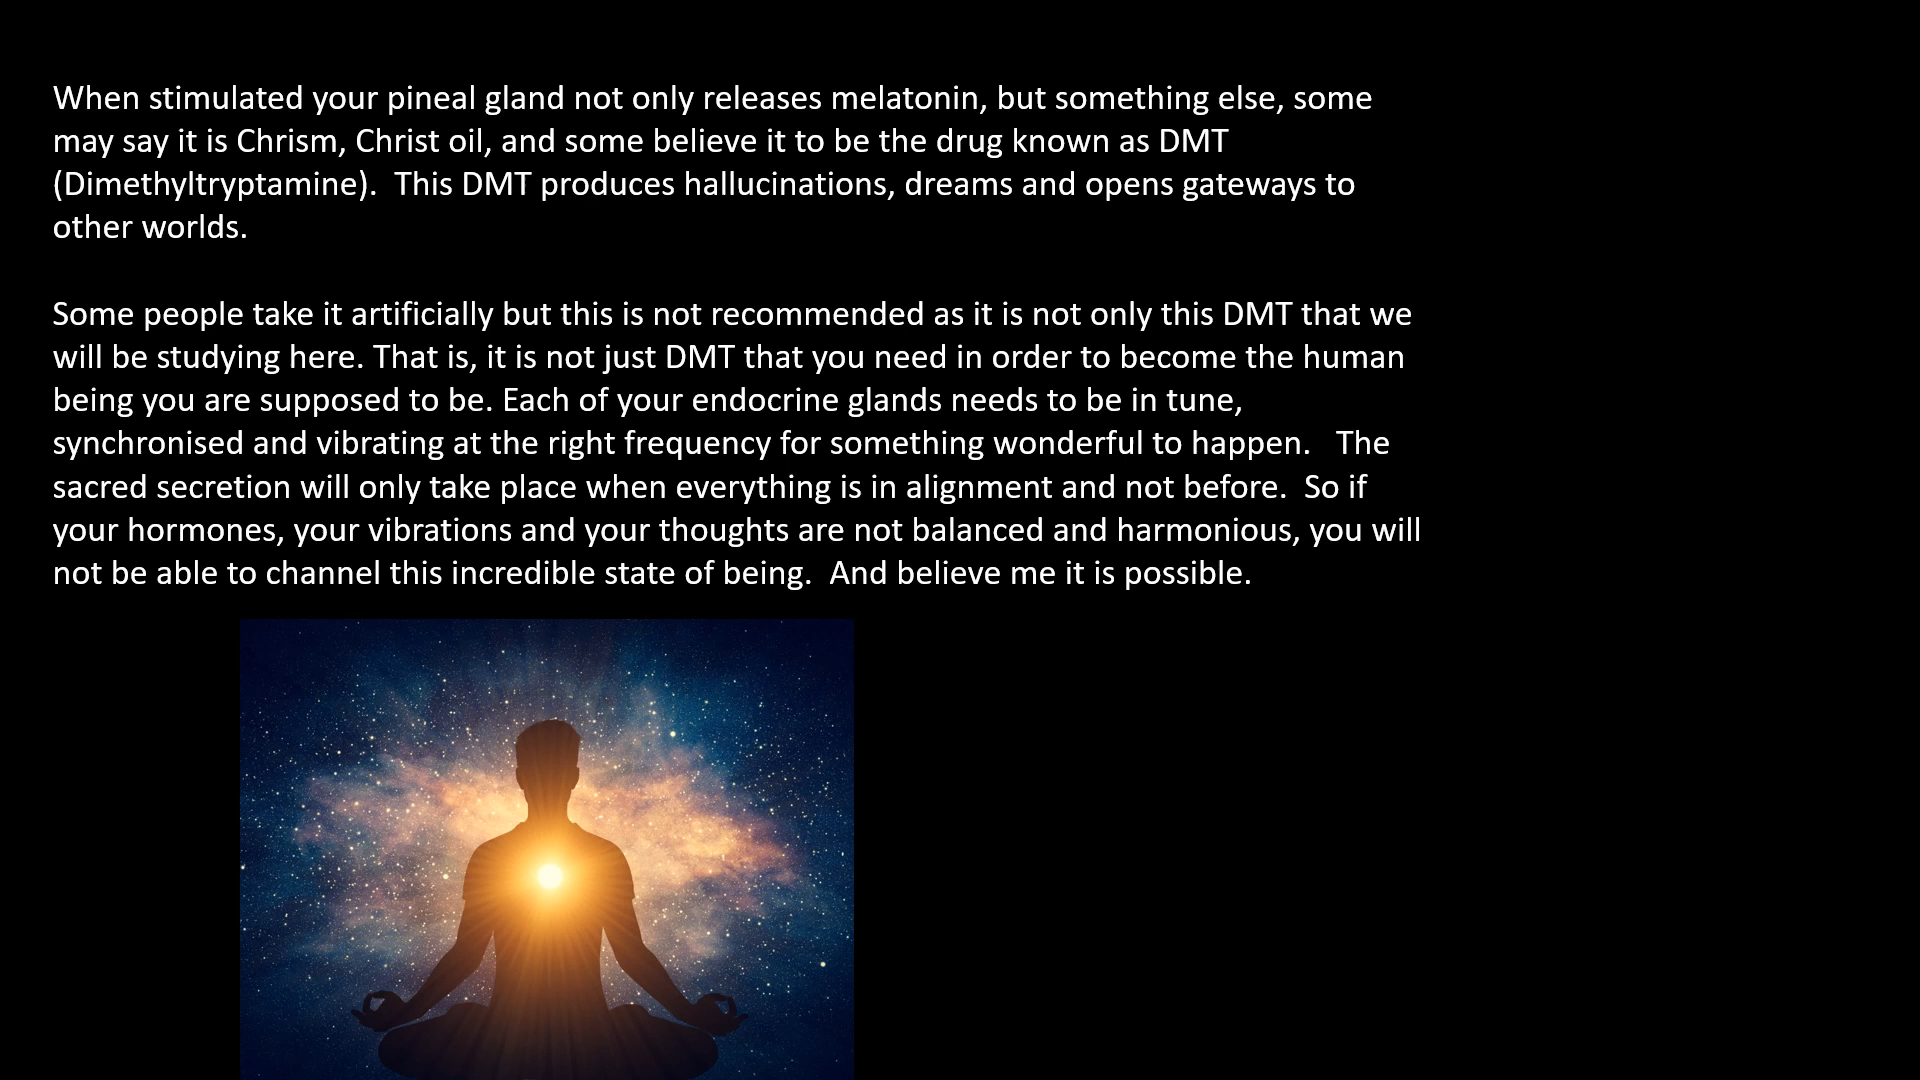 When stimulated your pineal gland not only releases melatonin, but something else, some
may say it is Chrism, Christ oil, and some believe it to be the drug known as DMT
(Dimethyltryptamine).  This DMT produces hallucinations, dreams and opens gateways to
other worlds.
Some people take it artificially but this is not recommended as it is not only this DMT that we
will be studying here. That is, it is not just DMT that you need in order to become the human
being you are supposed to be. Each of your endocrine glands needs to be in tune,
synchronised and vibrating at the right frequency for something wonderful to happen.   The
sacred secretion will only take place when everything is in alignment and not before.  So if
your hormones, your vibrations and your thoughts are not balanced and harmonious, you will
not be able to channel this incredible state of being.  And believe me it is possible.